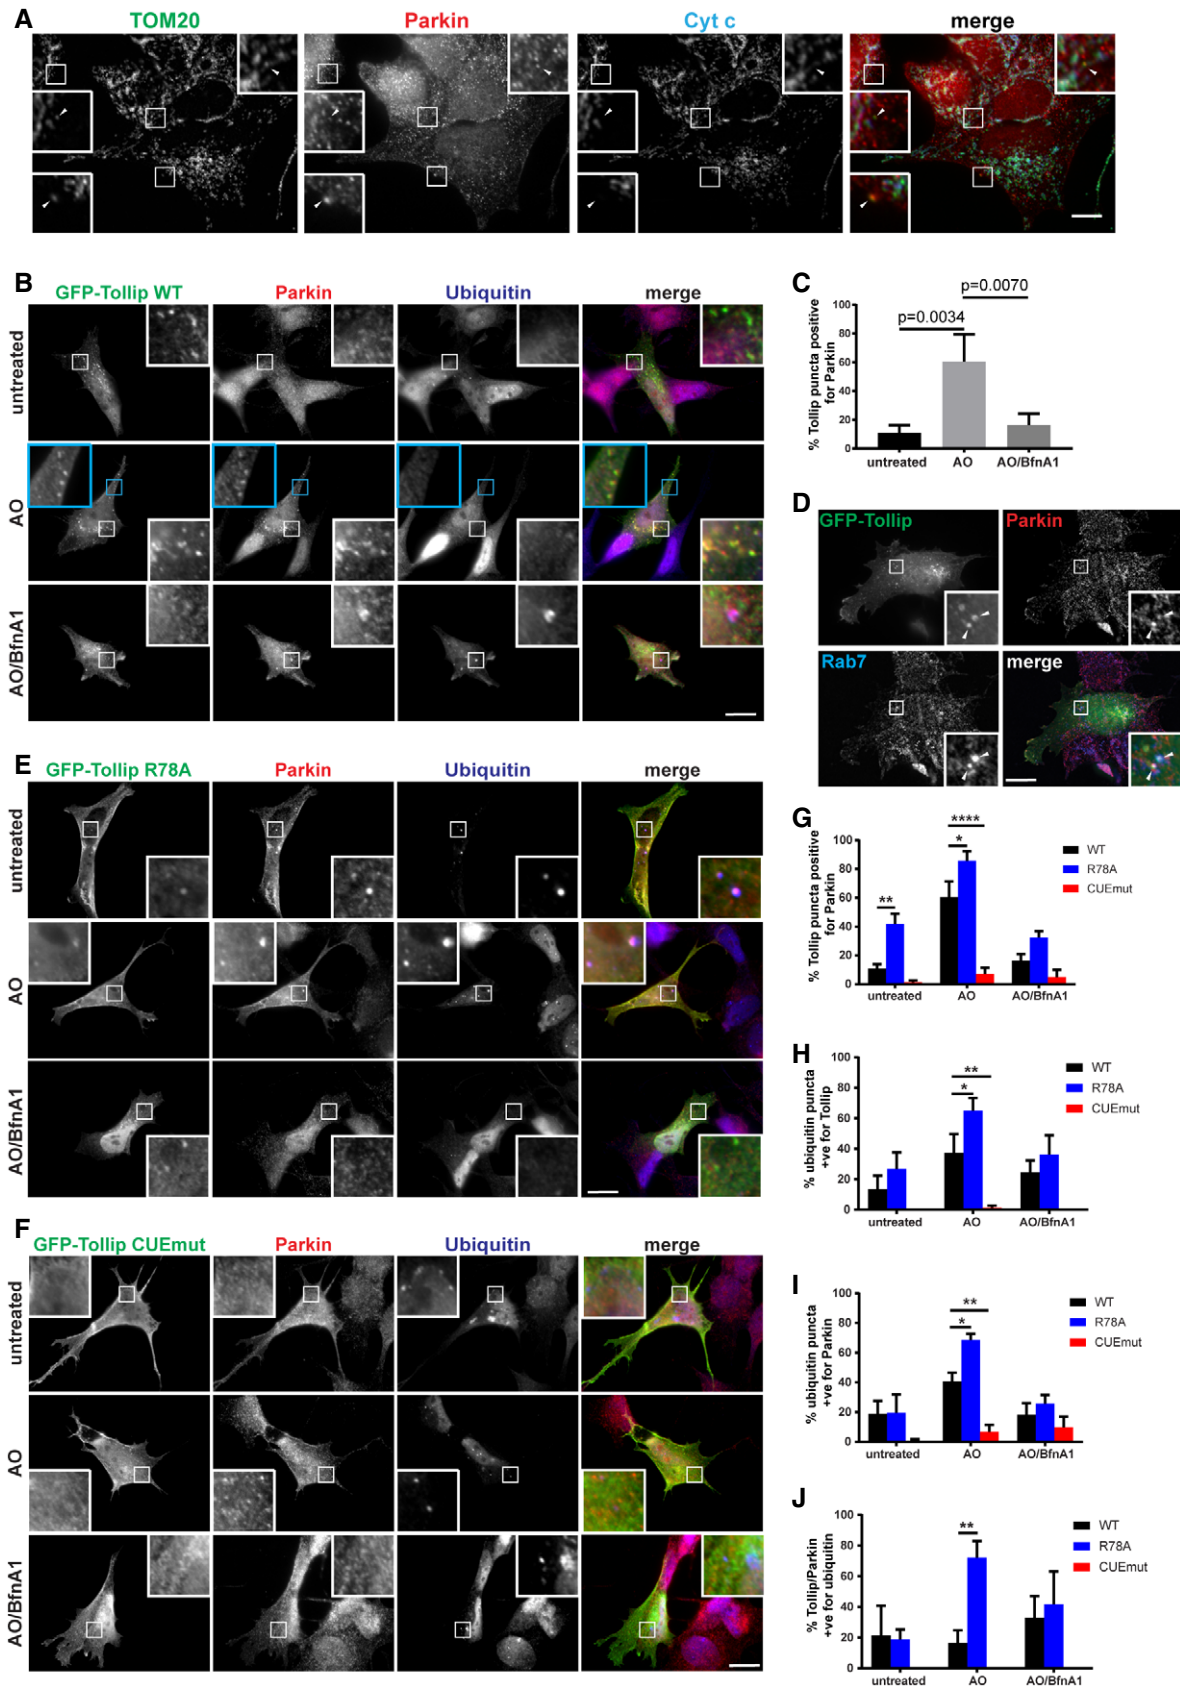 A
TOM20
Parkin
Cyt c
merge
B
GFP-Tollip WT
Parkin
Ubiquitin
merge
untreated
AO
AO/BfnA1
C
p=0.0070
p=0.0034
% Tollip puncta positive
for Parkin
100
80
60
40
20
0
untreated
AO
AO/BfnA1
D
GFP-Tollip
Parkin
Rab7
merge
E
GFP-Tollip R78A
Parkin
Ubiquitin
merge
untreated
AO
AO/BfnA1
F
GFP-Tollip CUEmut
Parkin
Ubiquitin
merge
untreated
AO
AO/BfnA1
G
% Tollip puncta positive
for Parkin
100
80
60
40
20
0
**
****
*
WT
R78A
CUEmut
untreated
AO
AO/BfnA1
H
% ubiquitin puncta
+ve for Tollip
100
80
60
40
20
0
**
*
WT
R78A
CUEmut
untreated
AO
AO/BfnA1
I
% ubiquitin puncta
+ve for Parkin
100
80
60
40
20
0
**
*
WT
R78A
CUEmut
untreated
AO
AO/BfnA1
J
% Tollip/Parkin
+ve for ubiquitin
100
80
60
40
20
0
**
WT
R78A
CUEmut
untreated
AO
AO/BfnA1